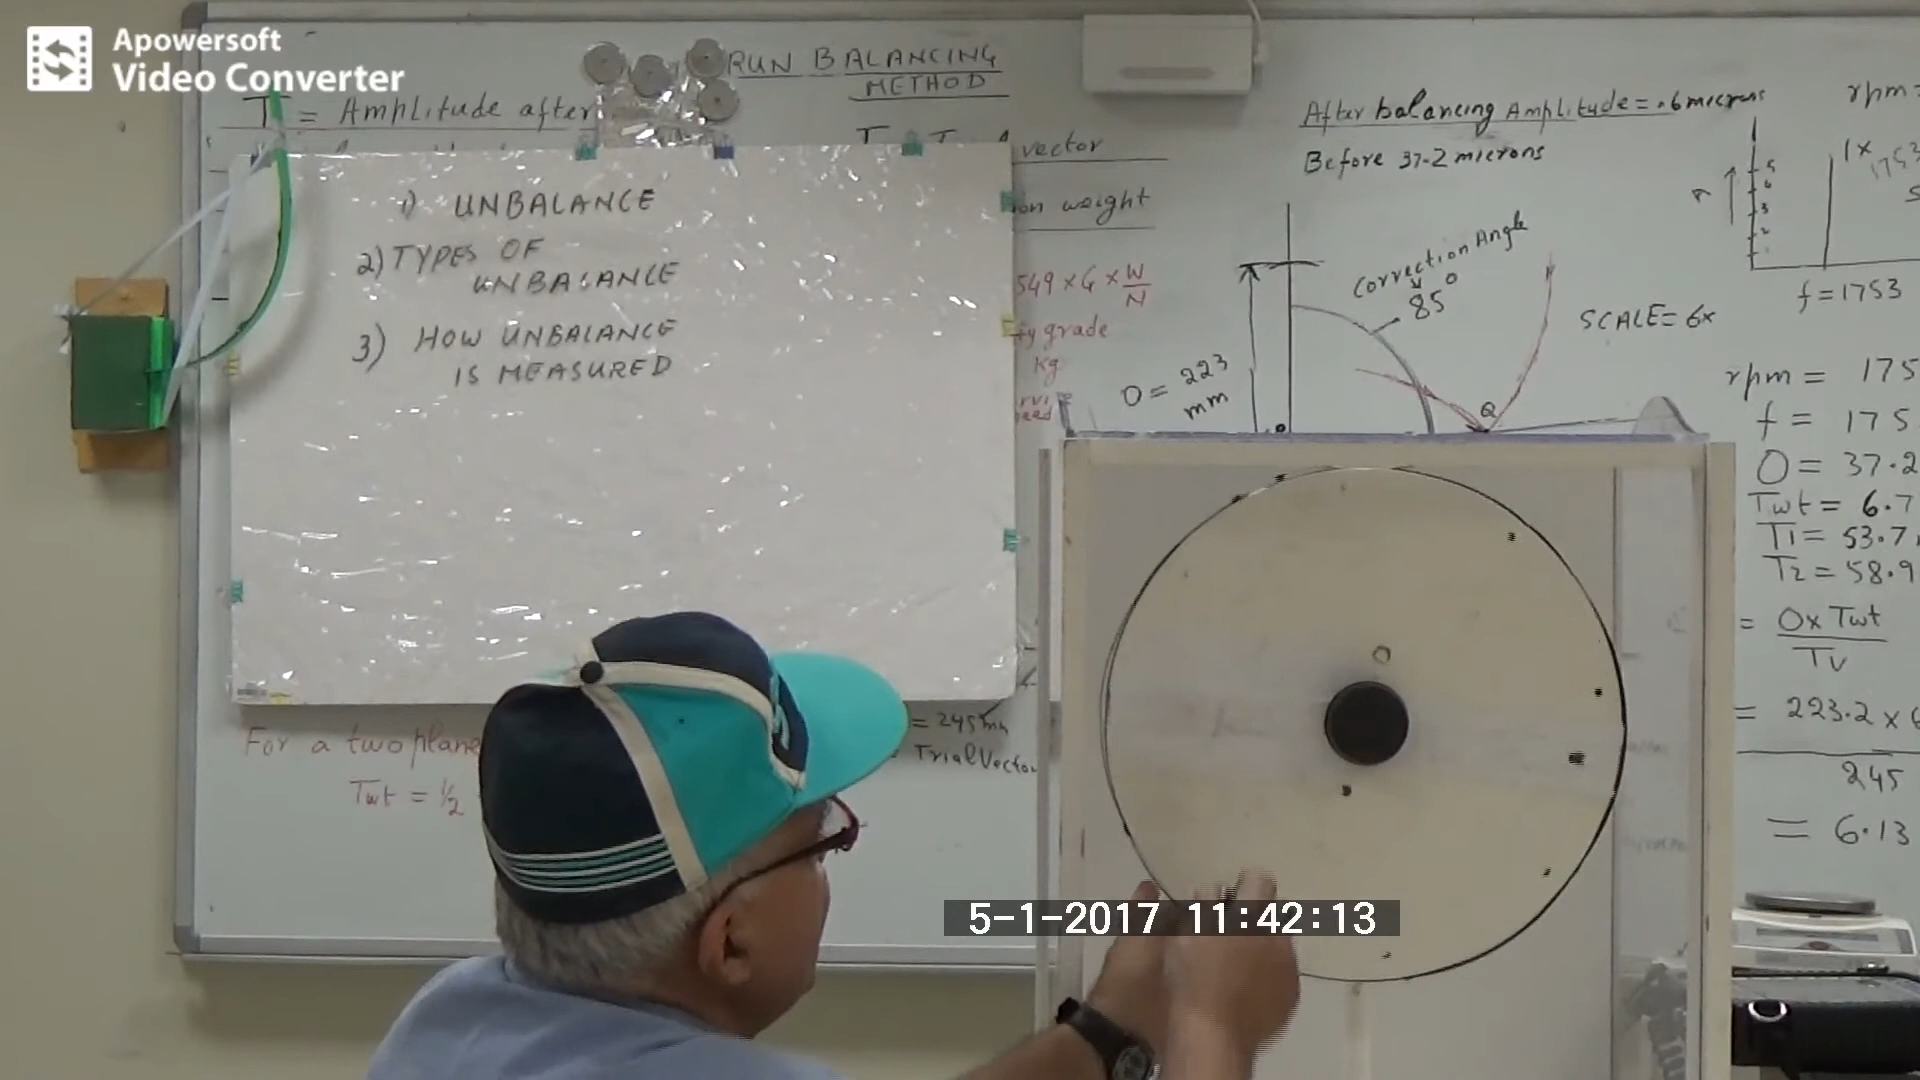 Apowersoft
Video Converter
RUN BALANCING
METHOD
T = Amplitude after
vector
weight
1) UNBALANCE
2) TYPES OF
UNBALANCE
3) HOW UNBALANCE
IS MEASURED
549 × G × W/N
grade
Kg
For a two plane
Twt = 1/2
= 245mm
Trial Vector
After balancing Amplitude = .6 microns
Before 37.2 microns
Correction Angle
85°
SCALE = 6x
O = 223
mm
Q
rpm =
1x
1753
f = 1753
rpm = 175
f = 175
O = 37.2
Twt = 6.7
T1 = 53.7
T2 = 58.9
= O x Twt
Tv
= 223.2 x 6
245
= 6.13
5-1-2017 11:42:13